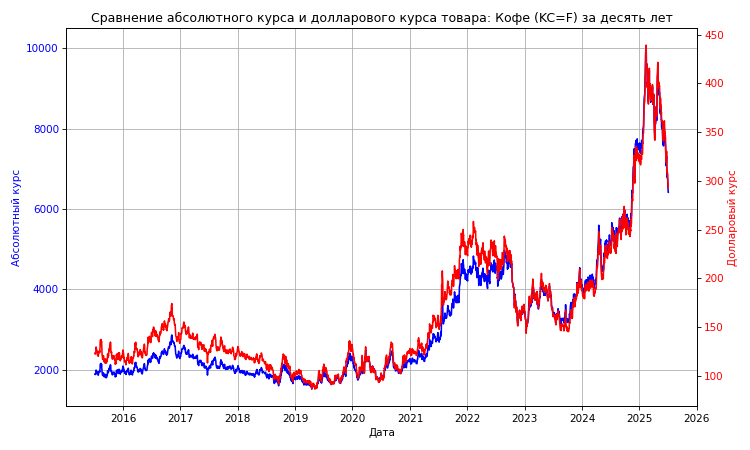 Сравнение абсолютного курса и долларового курса товара: Кофе (KC=F) за десять лет
10000
8000
6000
4000
2000
Абсолютный курс
450
400
350
300
250
200
150
100
Долларовый курс
2016 2017 2018 2019 2020 2021 2022 2023 2024 2025 2026
Дата